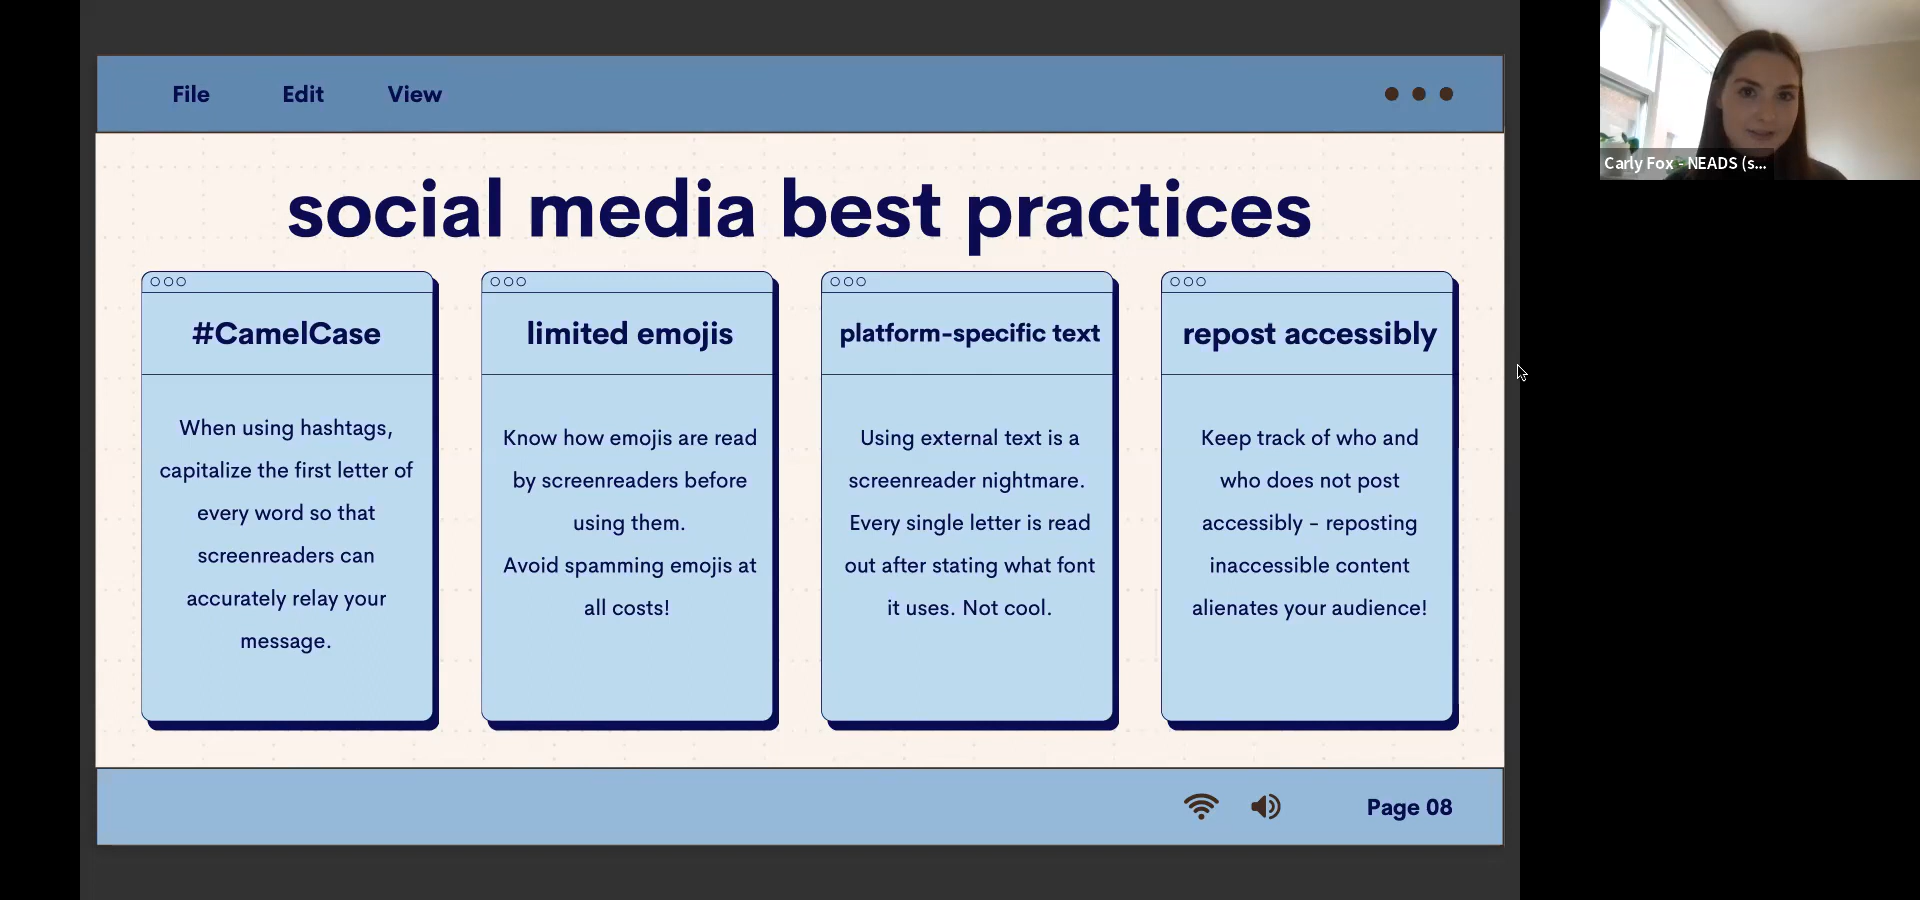 File Edit View
social media best practices
#CamelCase
When using hashtags,
capitalize the first letter of
every word so that
screenreaders can
accurately relay your
message.
limited emojis
Know how emojis are read
by screenreaders before
using them.
Avoid spamming emojis at
all costs!
platform-specific text
Using external text is a
screenreader nightmare.
Every single letter is read
out after stating what font
it uses. Not cool.
repost accessibly
Keep track of who and
who does not post
accessibly - reposting
inaccessible content
alienates your audience!
Page 08
Carly Fox - NEADS (s...